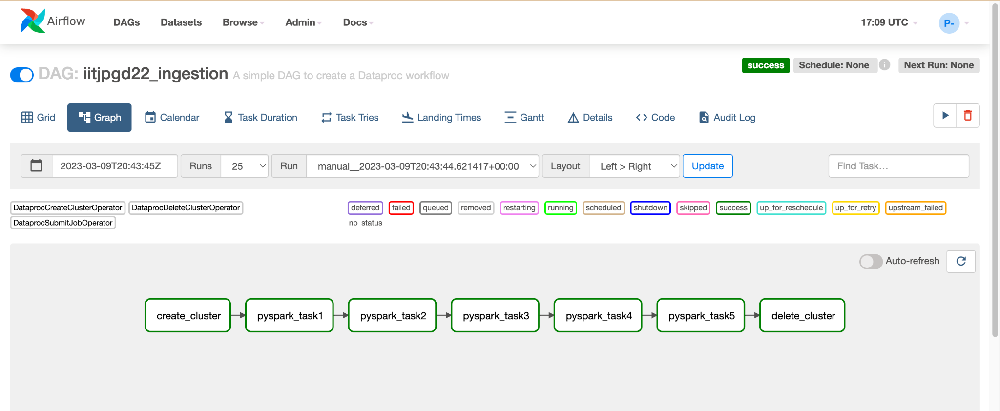 Airflow DAGs Datasets Browse Admin Docs 17:09 UTC P-
success Schedule: None i Next Run: None
DAG: iitjpgd22_ingestion A simple DAG to create a Dataproc workflow
Grid Graph Calendar Task Duration Task Tries Landing Times Gantt Details Code Audit Log
2023-03-09T20:43:45Z Runs 25 Run manual__2023-03-09T20:43:44.621417+00:00 Layout Left > Right Update Find Task…
DataprocCreateClusterOperator DataprocDeleteClusterOperator deferred failed queued removed restarting running scheduled shutdown skipped success up_for_reschedule up_for_retry upstream_failed
DataprocSubmitJobOperator no_status
Auto-refresh
create_cluster pyspark_task1 pyspark_task2 pyspark_task3 pyspark_task4 pyspark_task5 delete_cluster